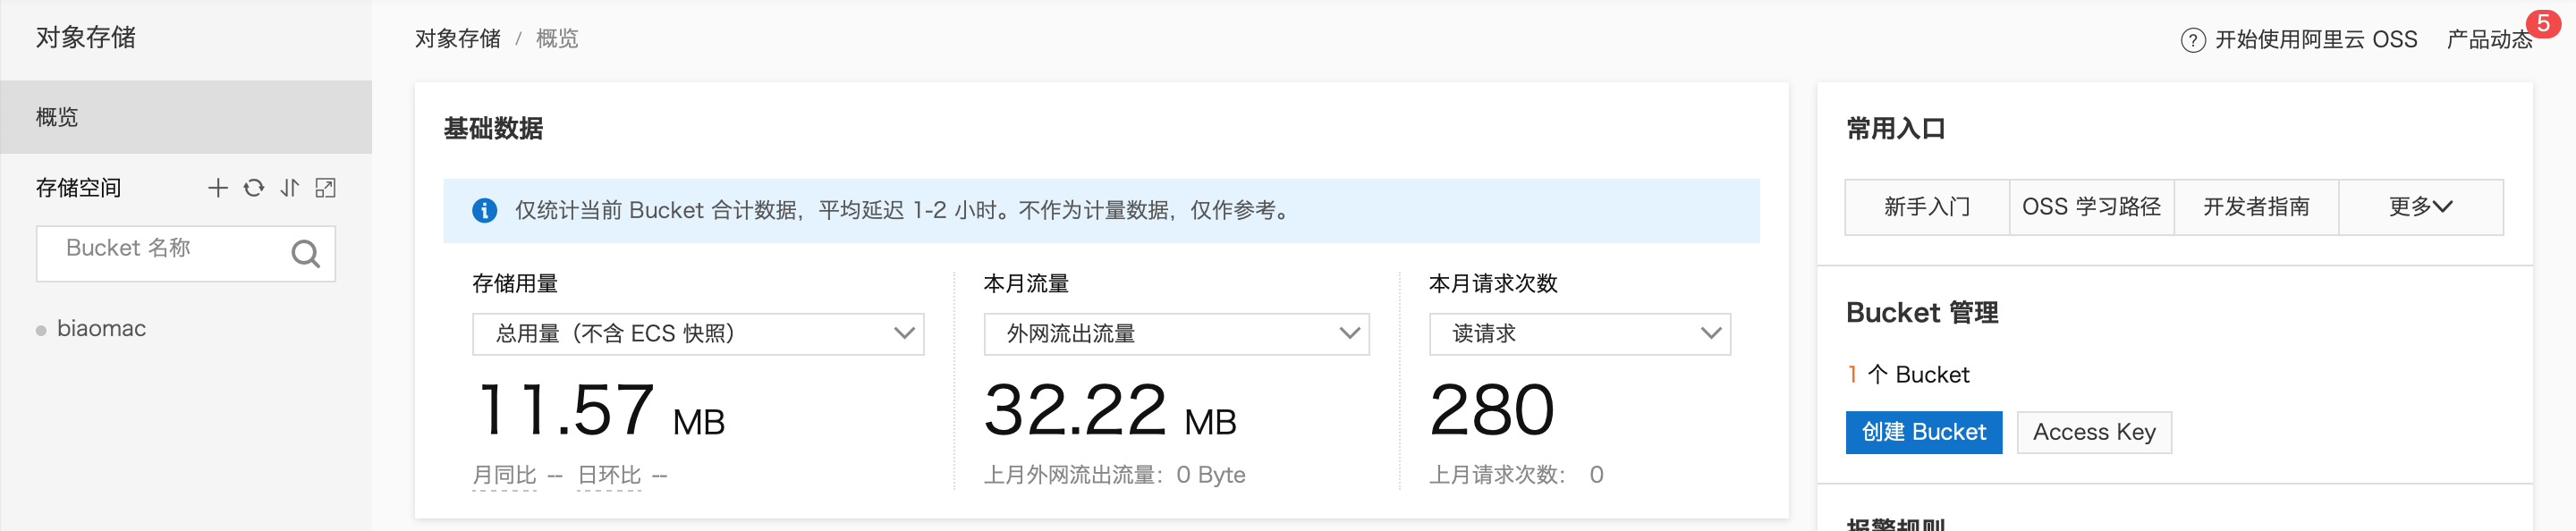 对象存储
概览
存储空间
Bucket 名称
biaomac
对象存储 / 概览
? 开始使用阿里云 OSS 产品动态 5
基础数据
仅统计当前 Bucket 合计数据，平均延迟 1-2 小时。不作为计量数据，仅作参考。
存储用量
总用量（不含 ECS 快照）
11.57 MB
月同比 -- 日环比 --
本月流量
外网流出流量
32.22 MB
上月外网流出流量：0 Byte
本月请求次数
读请求
280
上月请求次数： 0
常用入口
新手入门 OSS 学习路径 开发者指南 更多
Bucket 管理
1 个 Bucket
创建 Bucket Access Key
报警规则